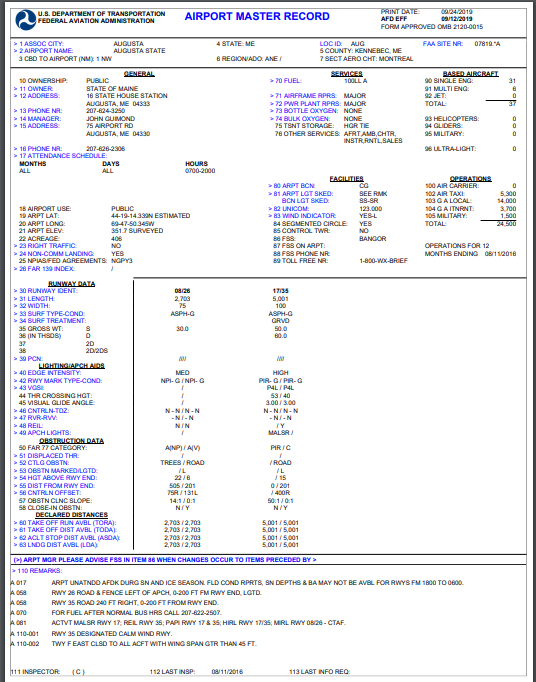 U.S. DEPARTMENT OF TRANSPORTATION
FEDERAL AVIATION ADMINISTRATION
AIRPORT MASTER RECORD
PRINT DATE: 09/24/2019
AFD EFF 09/12/2019
FORM APPROVED OMB 2120-0015
> 1 ASSOC CITY: AUGUSTA 4 STATE: ME LOC ID: AUG FAA SITE NR: 07819.*A
> 2 AIRPORT NAME: AUGUSTA STATE 5 COUNTY: KENNEBEC, ME
3 CBD TO AIRPORT (NM): 1 NW 6 REGION/ADO: ANE / 7 SECT AERO CHT: MONTREAL
GENERAL SERVICES BASED AIRCRAFT
10 OWNERSHIP: PUBLIC > 70 FUEL: 100LL A 90 SINGLE ENG: 31
> 11 OWNER: STATE OF MAINE 91 MULTI ENG: 6
> 12 ADDRESS: 16 STATE HOUSE STATION > 71 AIRFRAME RPRS: MAJOR 92 JET: 0
AUGUSTA, ME 04333 > 72 PWR PLANT RPRS: MAJOR TOTAL: 37
> 13 PHONE NR: 207-624-3250 > 73 BOTTLE OXYGEN: NONE
> 14 MANAGER: JOHN GUIMOND > 74 BULK OXYGEN: NONE 93 HELICOPTERS: 0
> 15 ADDRESS: 75 AIRPORT RD 75 TSNT STORAGE: HGR TIE 94 GLIDERS: 0
AUGUSTA, ME 04330 76 OTHER SERVICES: AFRT,AMB,CHTR, 95 MILITARY: 0
INSTR,RNTL,SALES
> 16 PHONE NR: 207-626-2306 96 ULTRA-LIGHT: 0
> 17 ATTENDANCE SCHEDULE:
MONTHS DAYS HOURS
ALL ALL 0700-2000
FACILITIES OPERATIONS
> 80 ARPT BCN: CG 100 AIR CARRIER: 0
> 81 ARPT LGT SKED: SEE RMK 102 AIR TAXI: 5,300
BCN LGT SKED: SS-SR 103 G A LOCAL: 14,000
18 AIRPORT USE: PUBLIC > 82 UNICOM: 123.000 104 G A ITNRNT: 3,700
19 ARPT LAT: 44-19-14.339N ESTIMATED > 83 WIND INDICATOR: YES-L 105 MILITARY: 1,500
20 ARPT LONG: 69-47-50.345W 84 SEGMENTED CIRCLE: YS TOTAL: 24,500
21 ARPT ELEV: 351.7 SURVEYED 85 CONTROL TWR: NO
22 ACREAGE: 406 86 FSS: BANGOR
> 23 RIGHT TRAFFIC: NO 87 FSS ON ARPT: NO OPERATIONS FOR 12
> 24 NON-COMM LANDING: YES 88 FSS PHONE NR: MONTHS ENDING 08/11/2016
25 NPIAS/FED AGREEMENTS: NGPY3 89 TOLL FREE NR: 1-800-WX-BRIEF
> 26 FAR 139 INDEX: /
RUNWAY DATA
> 30 RUNWAY IDENT: 08/26 17/35
> 31 LENGTH: 2,703 5,001
> 32 WIDTH: 75 100
> 33 SURF TYPE-COND: ASPH-G ASPH-G
> 34 SURF TREATMENT: GRVD
35 GROSS WT: S 30.0 50.0
36 (IN THSDS) D 60.0
37 2D
38 2D/2DS
> 39 PCN: //// ////
LIGHTING/APCH AIDS
> 40 EDGE INTENSITY: MED HIGH
> 42 RWY MARK TYPE-COND: NPI- G / NPI- G PIR- G / PIR- G
> 43 VGSI: / P4L / P4L
44 THR CROSSING HGT: / 53 / 40
45 VISUAL GLIDE ANGLE: / 3.00 / 3.00
> 46 CNTRLN-TDZ: - N / N - N - N / N - N
> 47 RVR-RVV: - N / - N - N / - N
> 48 REIL: N / N / Y
> 49 APCH LIGHTS: / MALSR /
OBSTRUCTION DATA
50 FAR 77 CATEGORY: A(NP) / A(V) PIR / C
> 51 DISPLACED THR: / /
> 52 CTLG OBSTN: TREES / ROAD / ROAD
> 53 OBSTN MARKED/LGTD: / L / L
> 54 HGT ABOVE RWY END: 22 / 6 / 15
> 55 DIST FROM RWY END: 505 / 201 0 / 201
> 56 CNTRLN OFFSET: 75R / 131L / 400R
57 OBSTN CLNC SLOPE: 14:1 / 0:1 50:1 / 0:1
58 CLOSE-IN OBSTN: N / Y N / Y
DECLARED DISTANCES
> 60 TAKE OFF RUN AVBL (TORA): 2,703 / 2,703 5,001 / 5,001
> 61 TAKE OFF DIST AVBL (TODA): 2,703 / 2,703 5,001 / 5,001
> 62 ACLT STOP DIST AVBL (ASDA): 2,703 / 2,703 5,001 / 5,001
> 63 LNDG DIST AVBL (LDA): 2,703 / 2,703 5,001 / 5,001
(>) ARPT MGR PLEASE ADVISE FSS IN ITEM 86 WHEN CHANGES OCCUR TO ITEMS PRECEDED BY >
> 110 REMARKS:
A 017 ARPT UNATNDD AFDK DURG SN AND ICE SEASON. FLD COND RPRTS, SN DEPTHS & BA MAY NOT BE AVBL FOR RWYS FM 1800 TO 0600.
A 058 RWY 26 ROAD & FENCE LEFT OF APCH, 0-200 FT FM RWY END.
A 058 RWY 35 ROAD 240 FT RIGHT, 0-200 FT FROM RWY END.
A 070 FOR FUEL AFTER NORMAL BUS HRS CALL 207-622-2507.
A 081 ACTVT MALSR RWY 17; REIL RWY 35; PAPI RWY 17 & 35; HIRL RWY 17/35; MIRL RWY 08/26 - CTAF.
A 110-001 RWY 35 DESIGNATED CALM WIND RWY.
A 110-002 TWY F EAST CLSD TO ALL ACFT WITH WING SPAN GTR THAN 45 FT.
111 INSPECTOR: ( C ) 112 LAST INSP: 08/11/2016 113 LAST INFO REQ: